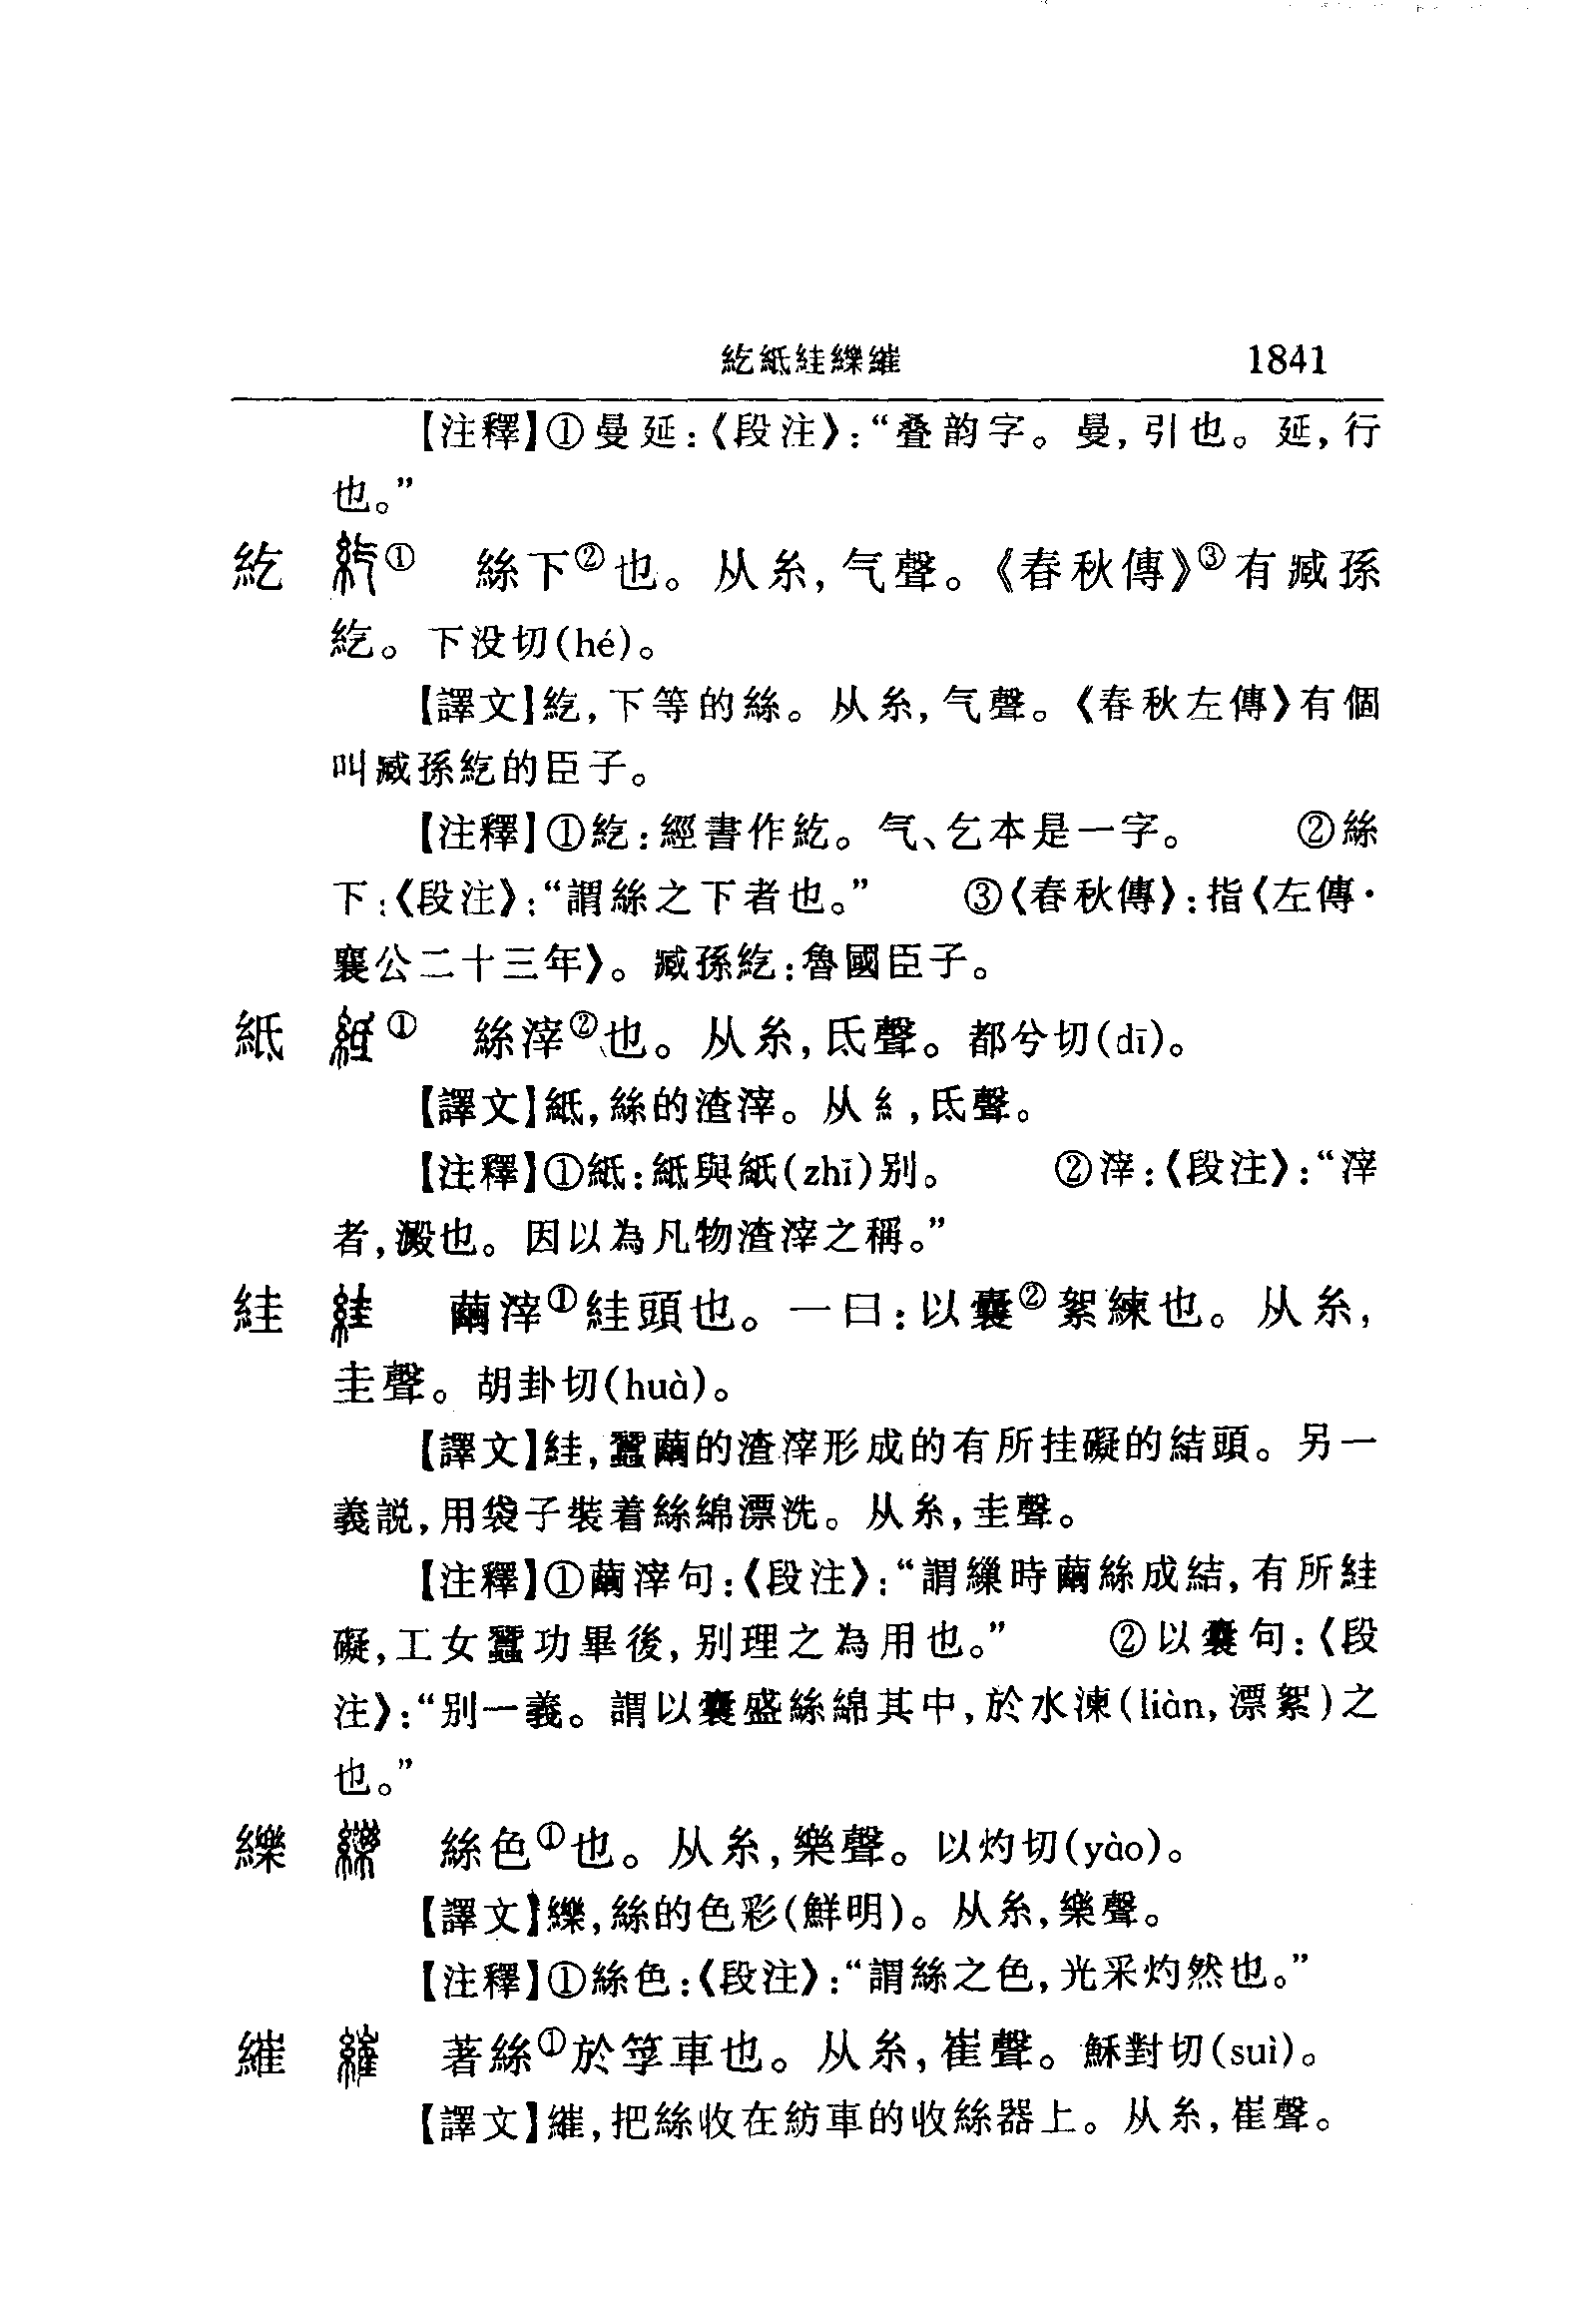 紇䊼絓纅繀 1841
【注釋】①曼延:《段注》:“叠韵字。曼,引也。延,行
也。”
紇 ① 絲下②也。从糸,气聲。《春秋傳》③有臧孫
紇。下没切(hé)。
【譯文】紇,下等的絲。从糸,气聲。《春秋左傳》有個
叫臧孫紇的臣子。
【注釋】①紇:經書作紇。气、乞本是一字。 ②絲
下:《段注》:“謂絲之下者也。” ③《春秋傳》:指《左傳·
襄公二十三年》。臧孫紇:魯國臣子。
䊼 ① 絲滓②也。从糸,氐聲。都兮切(dī)。
【譯文】䊼,絲的渣滓。从糹,氐聲。
【注釋】①䊼:䊼與紙(zhǐ)别。 ②滓:《段注》:“滓
者,澱也。因以為凡物渣滓之稱。”
絓 繭滓①絓頭也。一曰:以囊②絮練也。从糸,
圭聲。胡卦切(huà)。
【譯文】絓,蠶繭的渣滓形成的有所挂礙的結頭。另一
義説,用袋子裝着絲綿漂洗。从糸,圭聲。
【注釋】①繭滓句:《段注》:“謂繅時繭絲成結,有所絓
礙,工女蠶功畢後,别理之為用也。” ②以囊句:《段
注》:“别一義。謂以囊盛絲綿其中,於水湅(liàn,漂絮)之
也。”
纅 絲色①也。从糸,樂聲。以灼切(yào)。
【譯文】纅,絲的色彩(鮮明)。从糸,樂聲。
【注釋】①絲色:《段注》:“謂絲之色,光采灼然也。”
繀 著絲①於筟車也。从糸,崔聲。穌對切(suì)。
【譯文】繀,把絲收在紡車的收絲器上。从糸,崔聲。